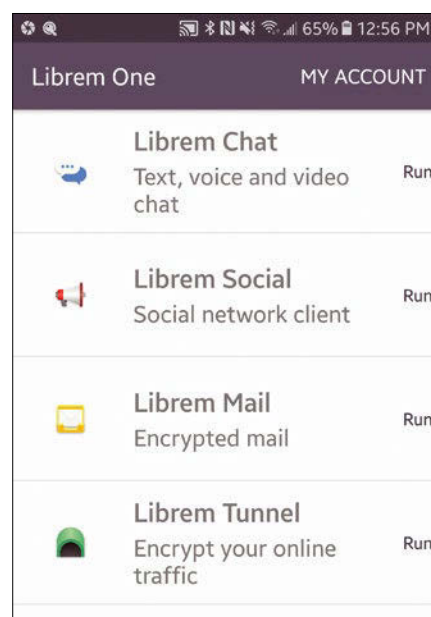 65% 12:56 PM
Librem One MY ACCOUNT
Librem Chat
Text, voice and video
chat
Run
Librem Social
Social network client
Run
Librem Mail
Encrypted mail
Run
Librem Tunnel
Encrypt your online
traffic
Run